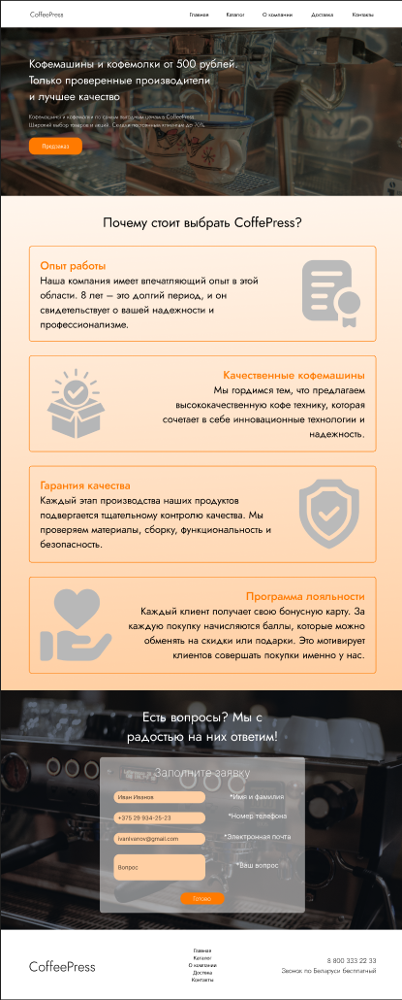 CoffeePress
Главная Каталог О компании Доставка Контакты
Кофемашины и кофемолки от 500 рублей.
Только проверенные производители
и лучшее качество
Кофемашины и кофемолки по самым выгодным ценам в CoffeePress.
Широкий выбор товаров и акций. Скидки постоянным клиентам до 20%
Предзаказ
Почему стоит выбрать CoffePress?
Опыт работы
Наша компания имеет впечатляющий опыт в этой
области. 8 лет – это долгий период, и он
свидетельствует о вашей надежности и
профессионализме.
Качественные кофемашины
Мы гордимся тем, что предлагаем
высококачественную кофе технику, которая
сочетает в себе инновационные технологии и
надежность.
Гарантия качества
Каждый этап производства наших продуктов
подвергается тщательному контролю качества. Мы
проверяем материалы, сборку, функциональность и
безопасность.
Программа лояльности
Каждый клиент получает свою бонусную карту. За
каждую покупку начисляются баллы, которые можно
обменять на скидки или подарки. Это мотивирует
клиентов совершать покупки именно у нас.
Есть вопросы? Мы с
радостью на них ответим!
Заполните заявку
Иван Иванов *Имя и фамилия
+375 29 934-25-23 *Номер телефона
ivanivanov@gmail.com *Электронная почта
Вопрос *Ваш вопрос
Готово
Главная
Каталог
О компании
Доствка
Контакты
CoffeePress
8 800 333 22 33
Звонок по Беларуси бесплатный